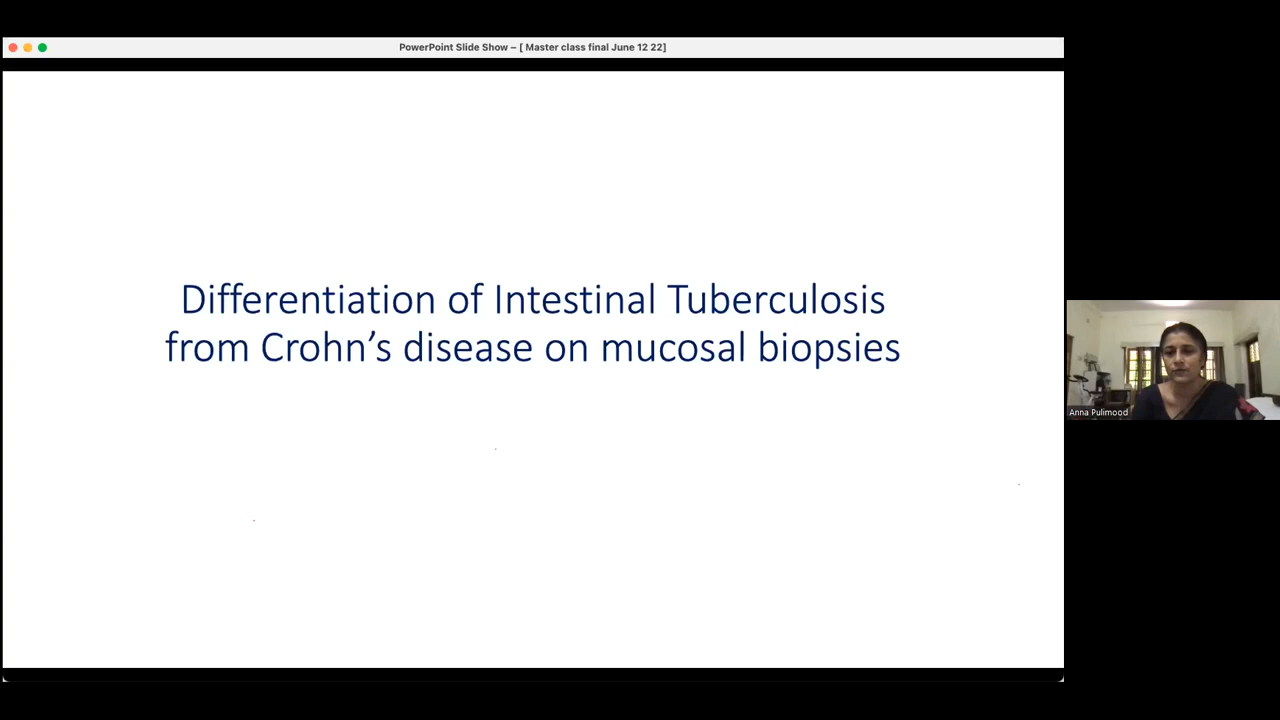 PowerPoint Slide Show – [ Master class final June 12 22]
Differentiation of Intestinal Tuberculosis
from Crohn’s disease on mucosal biopsies
Anna Pulimood